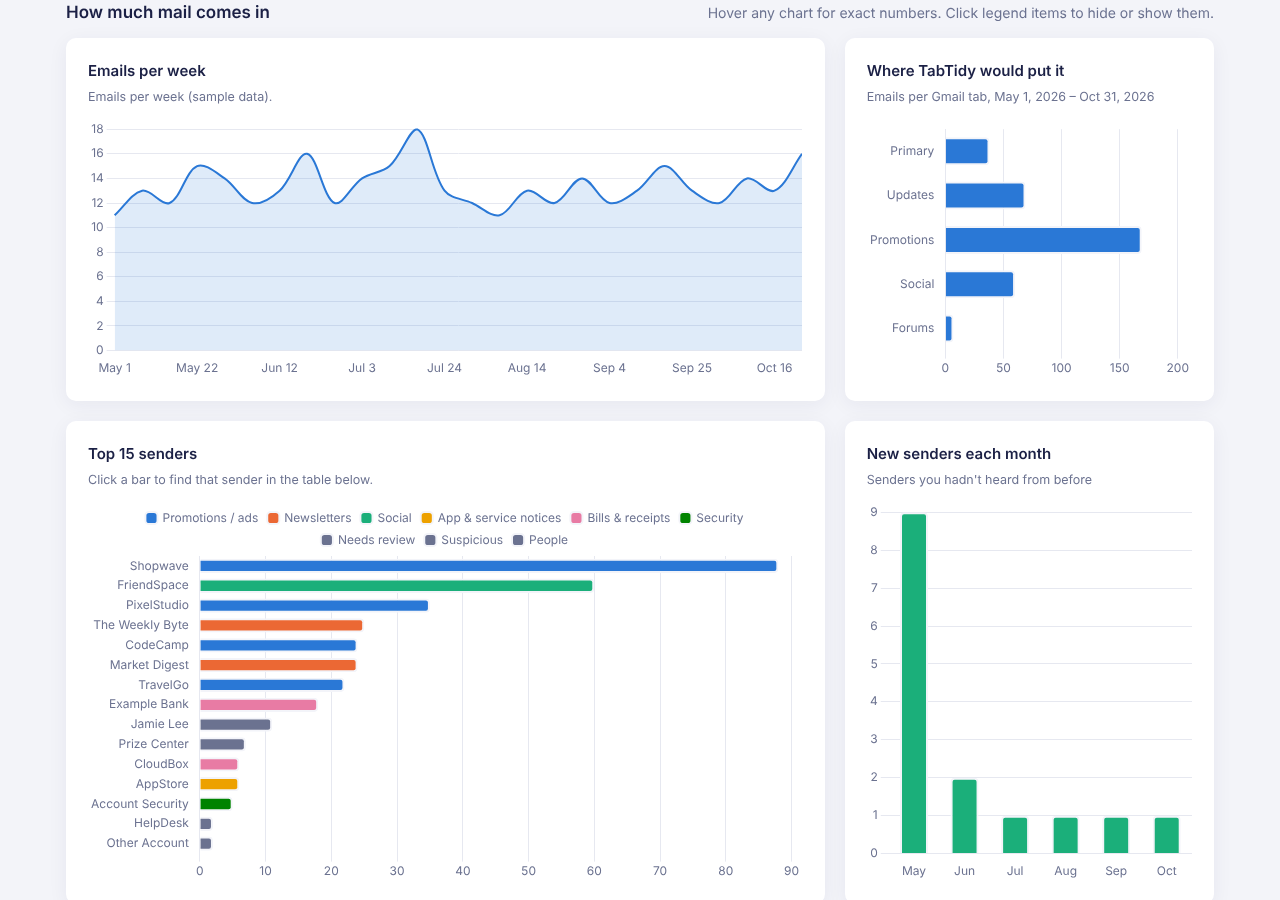 How much mail comes in
Hover any chart for exact numbers. Click legend items to hide or show them.
Emails per week
Emails per week (sample data).
18
16
14
12
10
8
6
4
2
0
May 1 May 22 Jun 12 Jul 3 Jul 24 Aug 14 Sep 4 Sep 25 Oct 16
Where TabTidy would put it
Emails per Gmail tab, May 1, 2026 – Oct 31, 2026
Primary
Updates
Promotions
Social
Forums
0 50 100 150 200
Top 15 senders
Click a bar to find that sender in the table below.
Promotions / ads Newsletters Social App & service notices Bills & receipts Security
Needs review Suspicious People
Shopwave
FriendSpace
PixelStudio
The Weekly Byte
CodeCamp
Market Digest
TravelGo
Example Bank
Jamie Lee
Prize Center
CloudBox
AppStore
Account Security
HelpDesk
Other Account
0 10 20 30 40 50 60 70 80 90
New senders each month
Senders you hadn't heard from before
9
8
7
6
5
4
3
2
1
0
May Jun Jul Aug Sep Oct